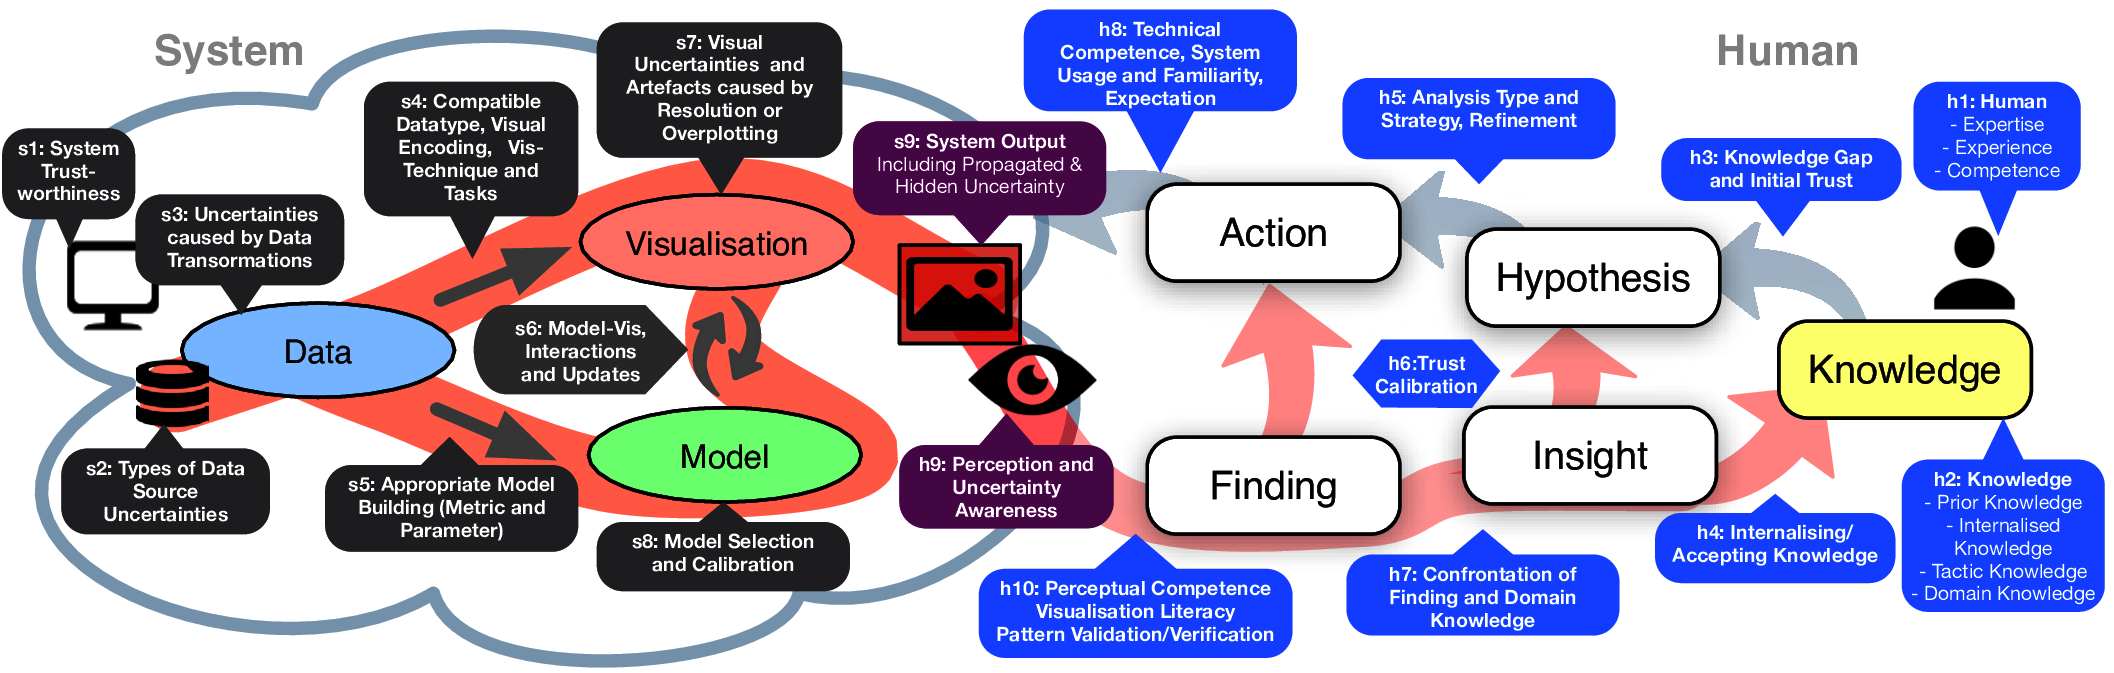 System
Human
s1: System
Trust-
worthiness
s3: Uncertainties
caused by Data
Transormations
s4: Compatible
Datatype, Visual
Encoding, Vis-
Technique and
Tasks
s7: Visual
Uncertainties and
Artefacts caused by
Resolution or
Overplotting
s9: System Output
Including Propagated &
Hidden Uncertainty
h8: Technical
Competence, System
Usage and Familiarity,
Expectation
h5: Analysis Type and
Strategy, Refinement
h3: Knowledge Gap
and Initial Trust
h1: Human
- Expertise
- Experience
- Competence
Data
Visualisation
s6: Model-Vis,
Interactions
and Updates
Model
Action
Hypothesis
Knowledge
h6:Trust
Calibration
Finding
Insight
s2: Types of Data
Source
Uncertainties
s5: Appropriate Model
Building (Metric and
Parameter)
s8: Model Selection
and Calibration
h9: Perception and
Uncertainty
Awareness
h10: Perceptual Competence
Visualisation Literacy
Pattern Validation/Verification
h7: Confrontation of
Finding and Domain
Knowledge
h4: Internalising/
Accepting Knowledge
h2: Knowledge
- Prior Knowledge
- Internalised
Knowledge
- Tactic Knowledge
- Domain Knowledge